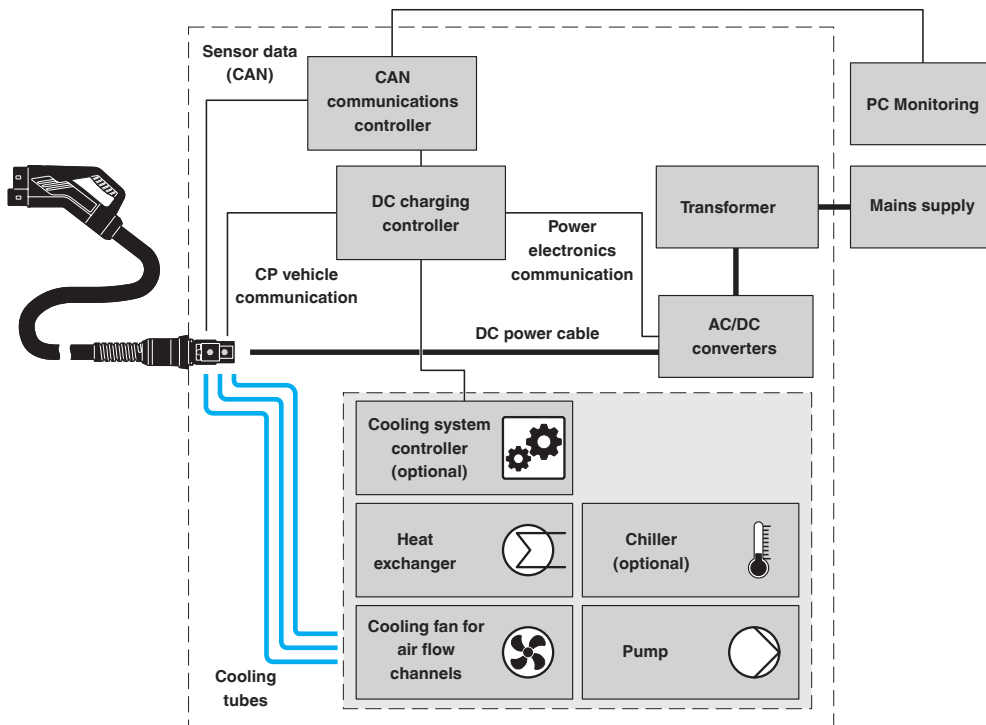 Sensor data
(CAN)
CAN
communications
controller
PC Monitoring
DC charging
controller
Transformer
Mains supply
CP vehicle
communication
Power
electronics
communication
DC power cable
AC/DC
converters
Cooling system
controller
(optional)
Heat
exchanger
Chiller
(optional)
Cooling fan for
air flow
channels
Pump
Cooling
tubes